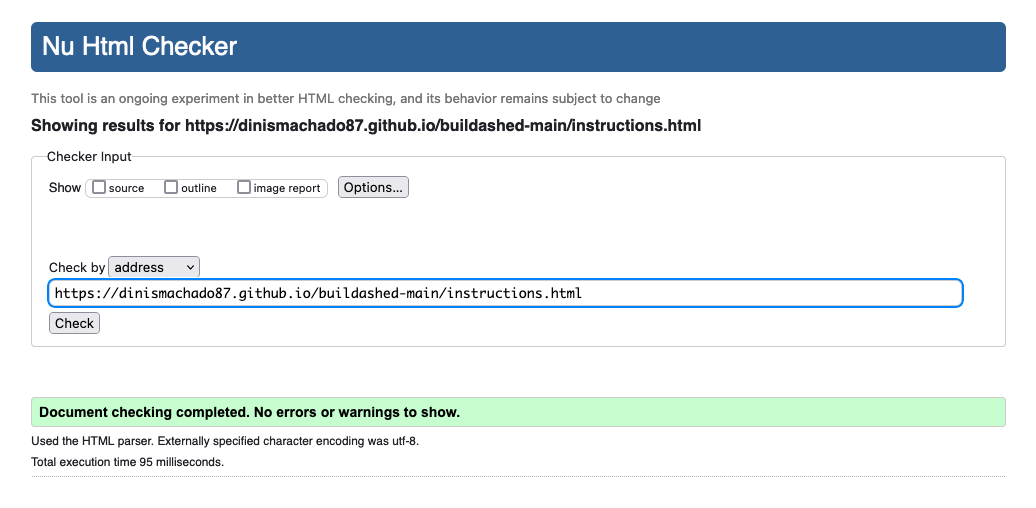 Nu Html Checker
This tool is an ongoing experiment in better HTML checking, and its behavior remains subject to change
Showing results for https://dinismachado87.github.io/buildashed-main/instructions.html
Checker Input
Show source outline image report Options...
Check by address
https://dinismachado87.github.io/buildashed-main/instructions.html
Check
Document checking completed. No errors or warnings to show.
Used the HTML parser. Externally specified character encoding was utf-8.
Total execution time 95 milliseconds.